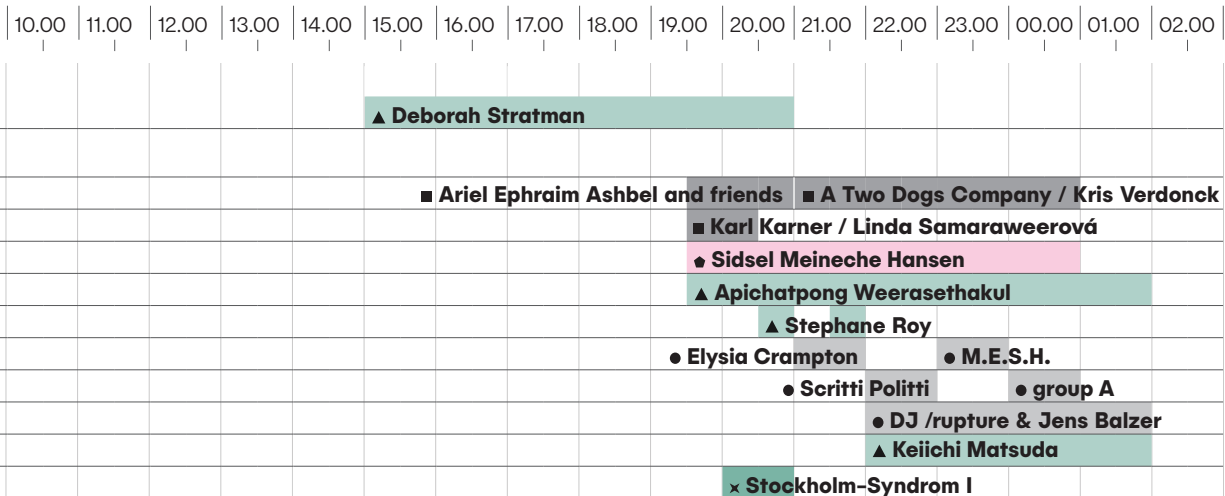 10.00 11.00 12.00 13.00 14.00 15.00 16.00 17.00 18.00 19.00 20.00 21.00 22.00 23.00 00.00 01.00 02.00
▲ Deborah Stratman
■ Ariel Ephraim Ashbel and friends ■ A Two Dogs Company / Kris Verdonck
■ Karl Karner / Linda Samaraweerová
⬟ Sidsel Meineche Hansen
▲ Apichatpong Weerasethakul
▲ Stephane Roy
● Elysia Crampton ● M.E.S.H.
● Scritti Politti ● group A
● DJ /rupture & Jens Balzer
▲ Keiichi Matsuda
✕ Stockholm-Syndrom I